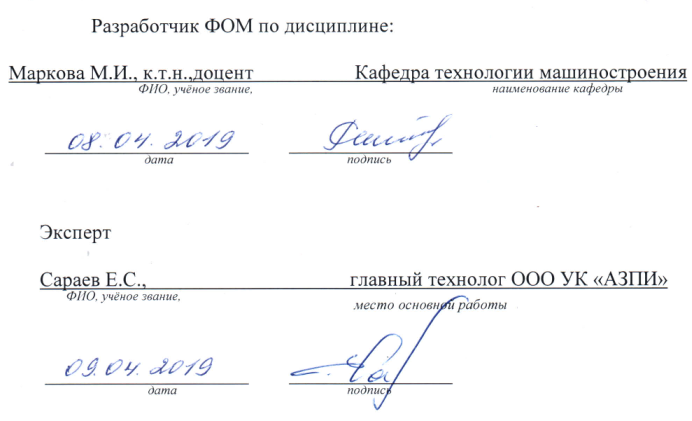 Разработчик ФОМ по дисциплине:
Маркова М.И., к.т.н.,доцент Кафедра технологии машиностроения
ФИО, учёное звание, наименование кафедры
08.04.2019
дата подпись
Эксперт
Сараев Е.С., главный технолог ООО УК «АЗПИ»
ФИО, учёное звание, место основной работы
09.04.2019
дата подпись